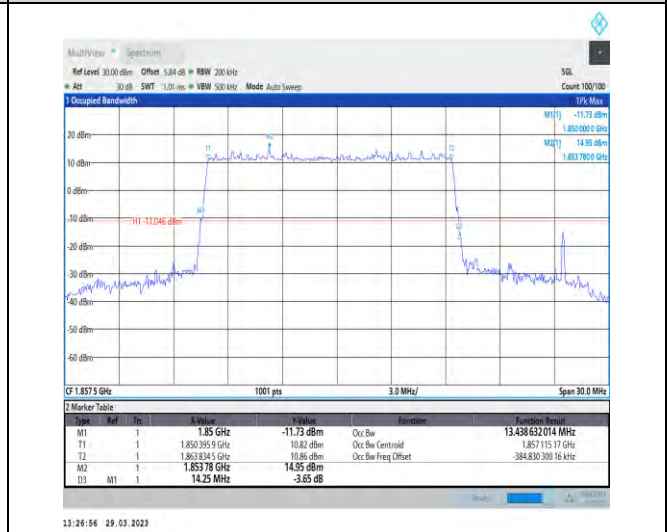 MultiView Spectrum
Ref Level 30.00 dBm Offset 5.84 dB RBW 200 kHz SGL
Att 30 dB SWT 1.01 ms VBW 500 kHz Mode Auto Sweep Count 100/100
1 Occupied Bandwidth 1Pk Max
M1[1] -11.73 dBm
1.850 000 0 GHz
M2[1] 14.95 dBm
1.853 780 0 GHz
20 dBm
T1 M2 T2
10 dBm
0 dBm
M1
-10 dBm
H1 -11.046 dBm
D3
-20 dBm
-30 dBm
-40 dBm
-50 dBm
-60 dBm
CF 1.857 5 GHz 1001 pts 3.0 MHz/ Span 30.0 MHz
2 Marker Table
Type Ref Trc X-Value Y-Value Function Function Result
M1 1 1.85 GHz -11.73 dBm Occ Bw 13.438 632 014 MHz
T1 1 1.850 395 9 GHz 10.82 dBm Occ Bw Centroid 1.857 115 17 GHz
T2 1 1.863 834 5 GHz 10.86 dBm Occ Bw Freq Offset -384.830 300 16 kHz
M2 1 1.853 78 GHz 14.95 dBm
D3 M1 1 14.25 MHz -3.65 dB
13:26:56 29.03.2023